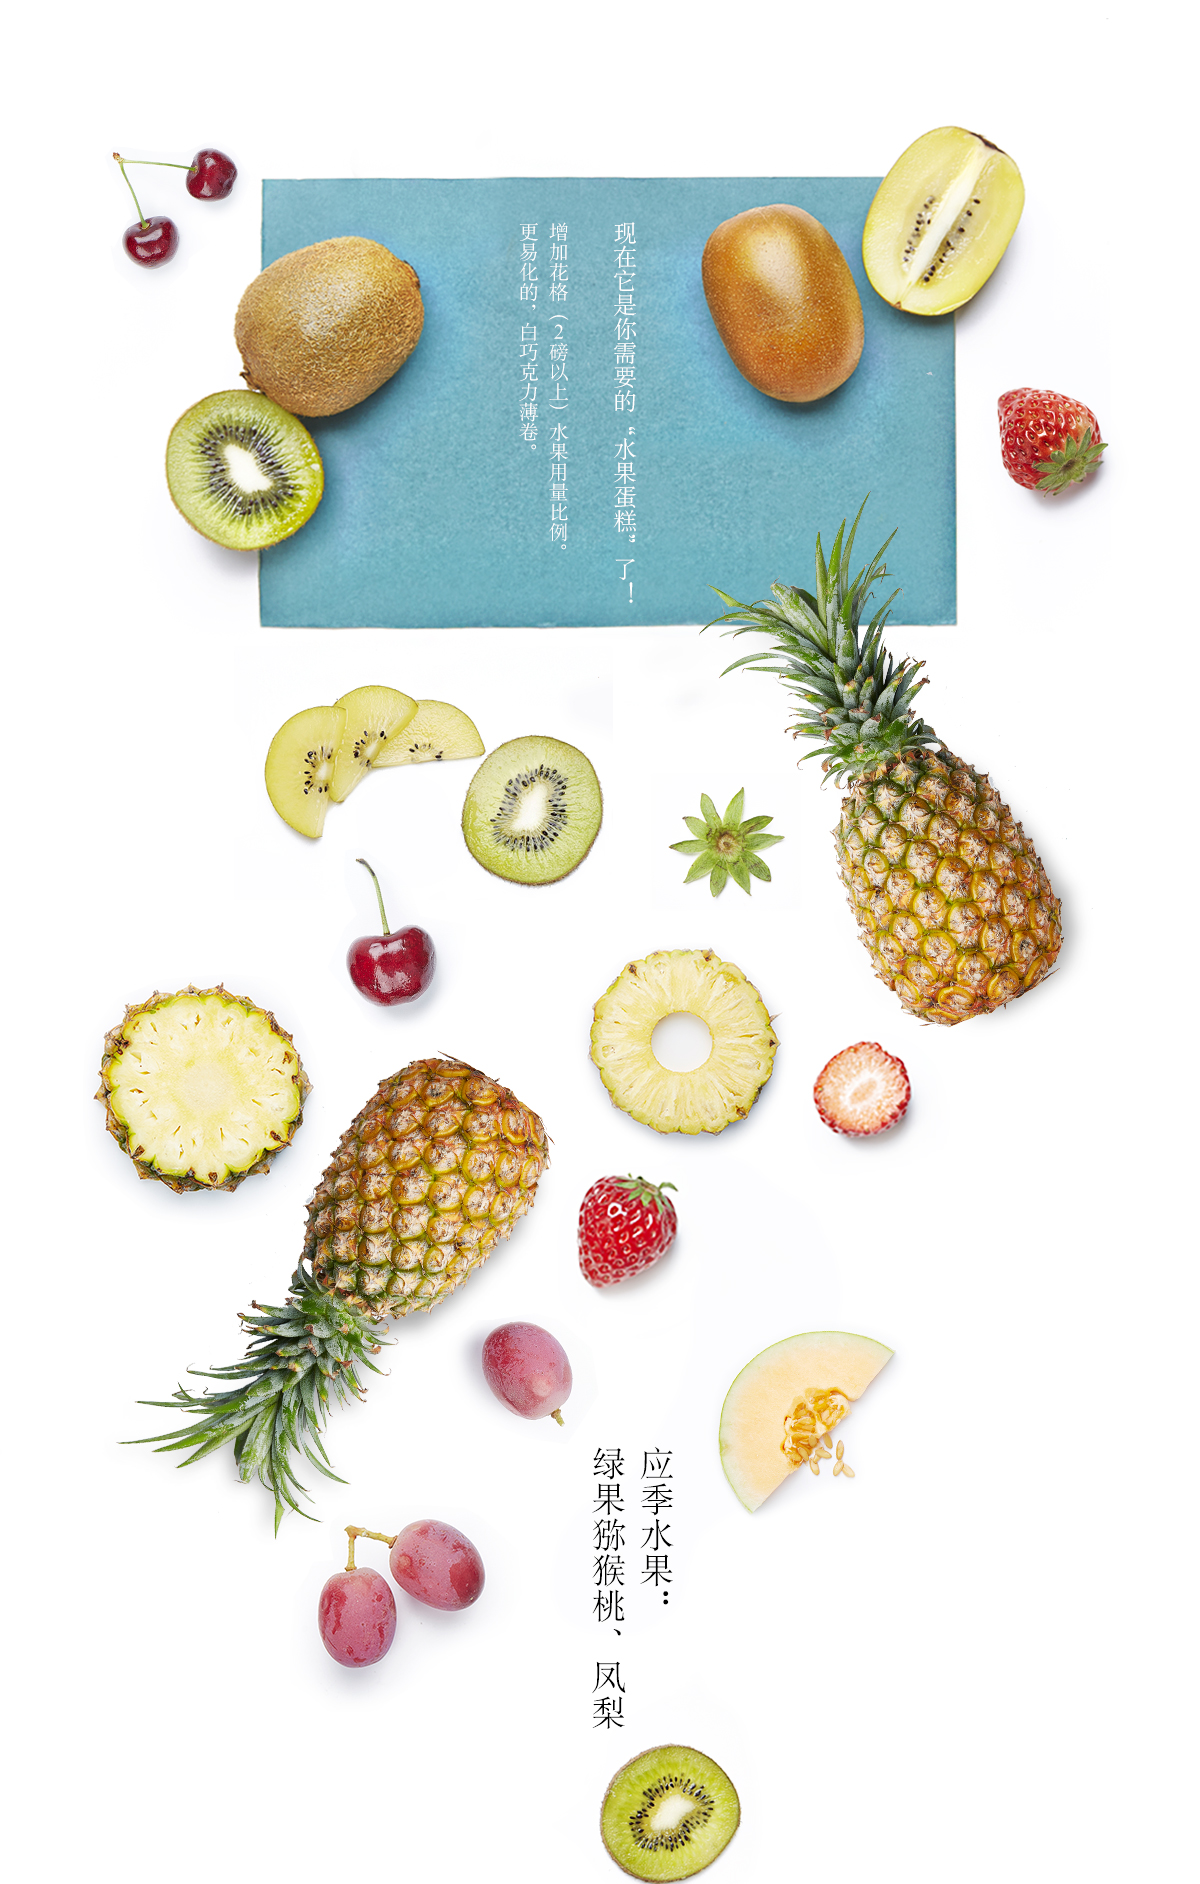 现在它是你需要的“水果蛋糕”了！
增加花格（2磅以上）水果用量比例。
更易化的，白巧克力薄卷。
应季水果：
绿果猕猴桃、凤梨